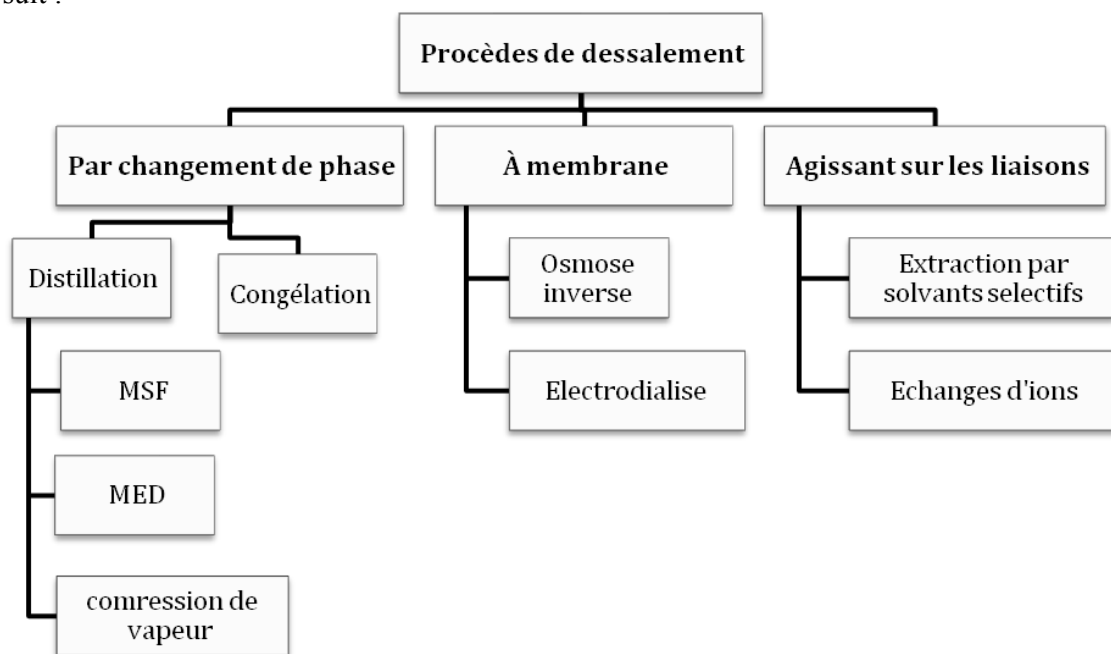 suit :
Procèdes de dessalement
Par changement de phase
À membrane
Agissant sur les liaisons
Distillation
Congélation
MSF
MED
comression de
vapeur
Osmose
inverse
Electrodialise
Extraction par
solvants selectifs
Echanges d'ions